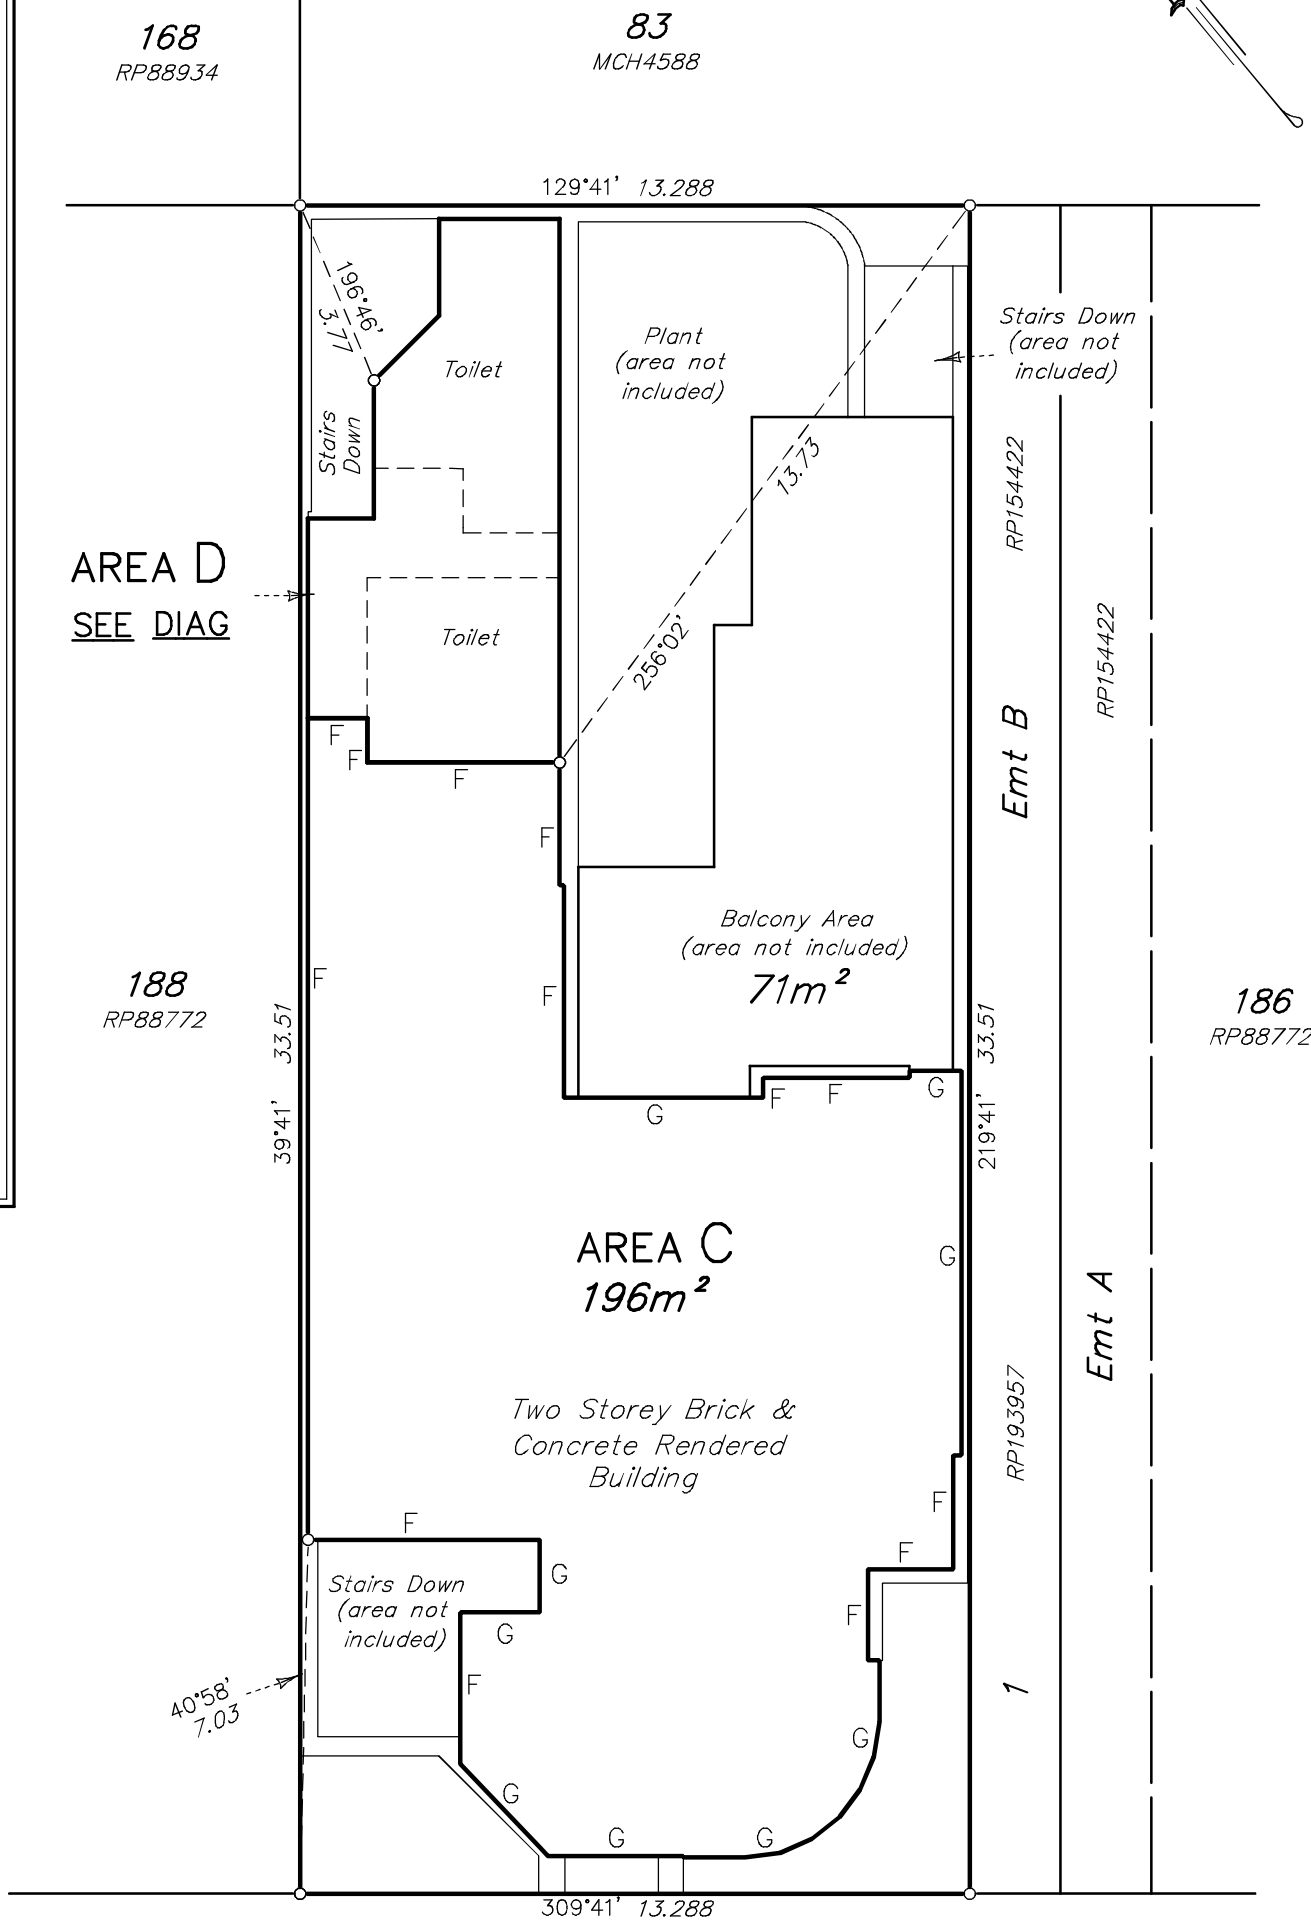 168
RP88934
83
MCH4588
129°41' 13.288
196°46'
3.77
Toilet
Plant
(area not
included)
Stairs Down
(area not
included)
Stairs
Down
13.73
RP154422
AREA D
SEE DIAG
Toilet
256°02'
RP154422
F
F
F
F
Emt B
Balcony Area
(area not included)
71m²
188
RP88772
F
F
33.51
39°41'
33.51
219°41'
186
RP88772
G
F
F
G
AREA C
196m²
G
Emt A
Two Storey Brick &
Concrete Rendered
Building
RP193957
F
F
F
F
G
G
Stairs Down
(area not
included)
F
40°58'
7.03
1
G
G
G
G
309°41' 13.288